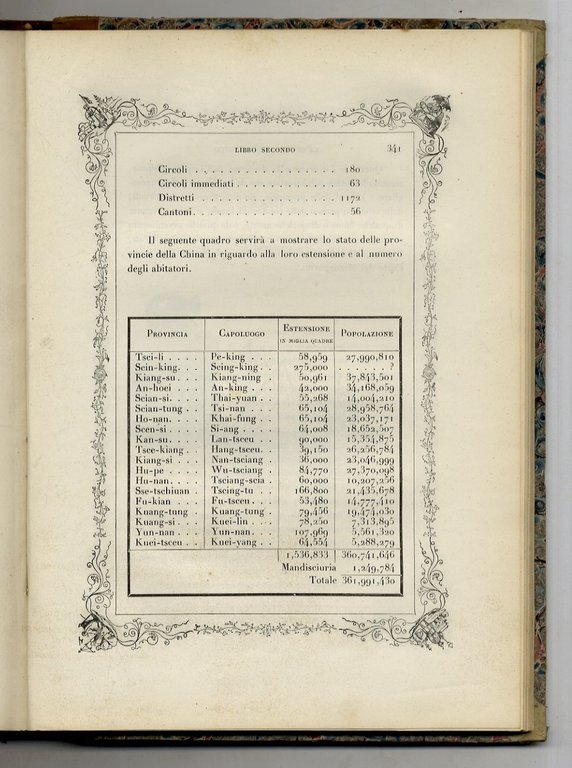 LIBRO SECONDO 341
Circoli . . . . . . . . . . . . . . . . . 180
Circoli immediati . . . . . . . . . . . . 63
Distretti . . . . . . . . . . . . . . . . 1172
Cantoni . . . . . . . . . . . . . . . . . 56
Il seguente quadro servirà a mostrare lo stato delle pro-
vincie della China in riguardo alla loro estensione e al numero
degli abitatori.
PROVINCIA CAPOLUOGO ESTENSIONE IN MIGLIA QUADRE POPOLAZIONE
Tsei-li . . . . Pe-king . . . 58,959 27,990,810
Sein-king . . . Seing-king . . 275,000 . . . . . . . ?
Kiang-su . . . Kiang-ning . 50,961 37,843,501
An-hoei . . . An-king . . . 42,000 34,168,059
Seian-si . . . Thai-yuan . . 55,268 14,004,210
Seian-tung . . Tsi-nan . . . 65,104 28,958,764
Ho-nan . . . . Khai-fung . . 65,104 23,037,171
Scen-si . . . . Si-ang . . . . 64,008 18,652,507
Kan-su . . . . Lan-tsceu . . 90,000 15,354,875
Tsce-kiang . . Hang-tsceu . . 39,150 26,256,784
Kiang-si . . . Nan-tsciang . 36,000 23,046,999
Hu-pe . . . . Wu-tsciang . 84,770 27,370,098
Hu-nan . . . . Tsciang-scia . 60,000 10,207,256
Sse-tschiuan . Tscing-tu . . 166,800 21,435,678
Fu-kian . . . Fu-tsceu . . . 53,480 14,777,410
Kuang-tung . Kuang-tung . 79,456 19,474,030
Kuang-si . . . Kuei-lin . . . 78,250 7,313,895
Yun-nan . . . Yun-nan . . . 107,969 5,561,320
Kuei-tsceu . . Kuei-yang . . 64,554 5,288,279
1,536,833 360,741,646
Mandisciuria 1,249,784
Totale 361,991,430